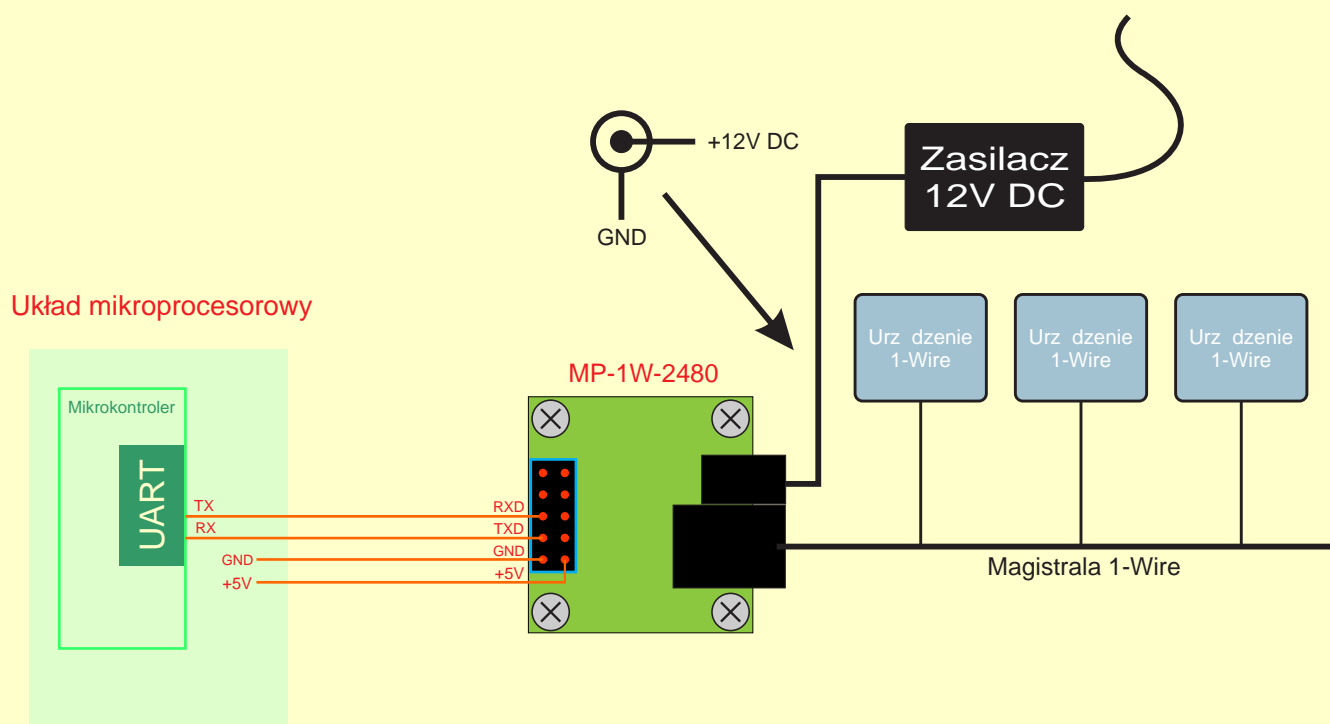 +12V DC
GND
Zasilacz
12V DC
Układ mikroprocesorowy
Urz dzenie
1-Wire
Urz dzenie
1-Wire
Urz dzenie
1-Wire
MP-1W-2480
Mikrokontroler
UART
TX
RX
GND
+5V
RXD
TXD
GND
+5V
Magistrala 1-Wire